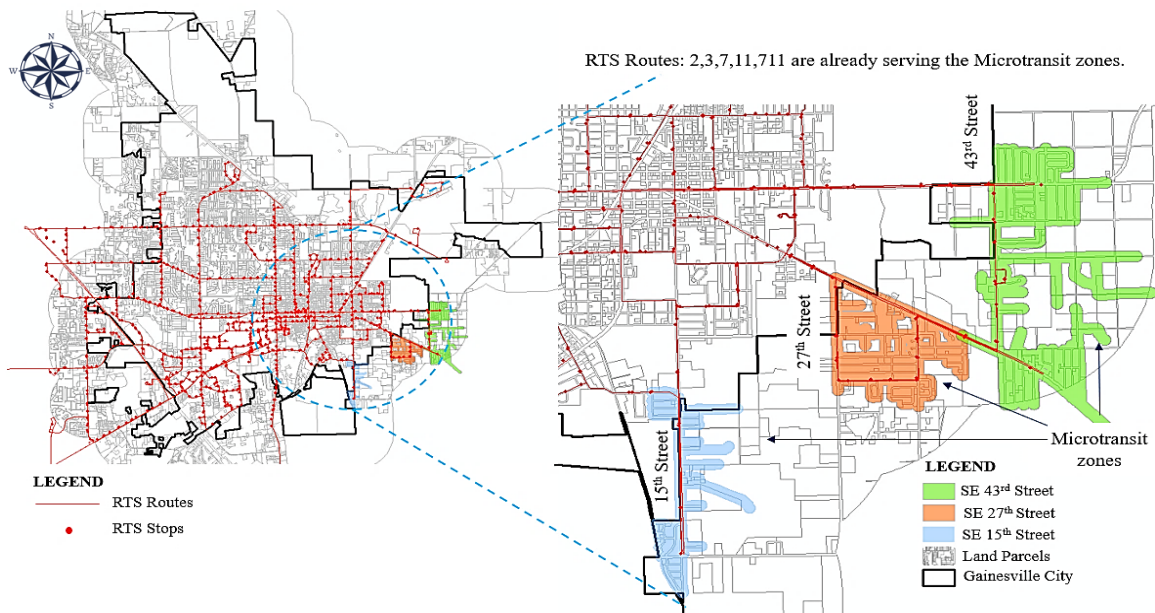 N
W
E
S
RTS Routes: 2,3,7,11,711 are already serving the Microtransit zones.
43rd Street
27th Street
15th Street
Microtransit
zones
LEGEND
RTS Routes
RTS Stops
LEGEND
SE 43rd Street
SE 27th Street
SE 15th Street
Land Parcels
Gainesville City